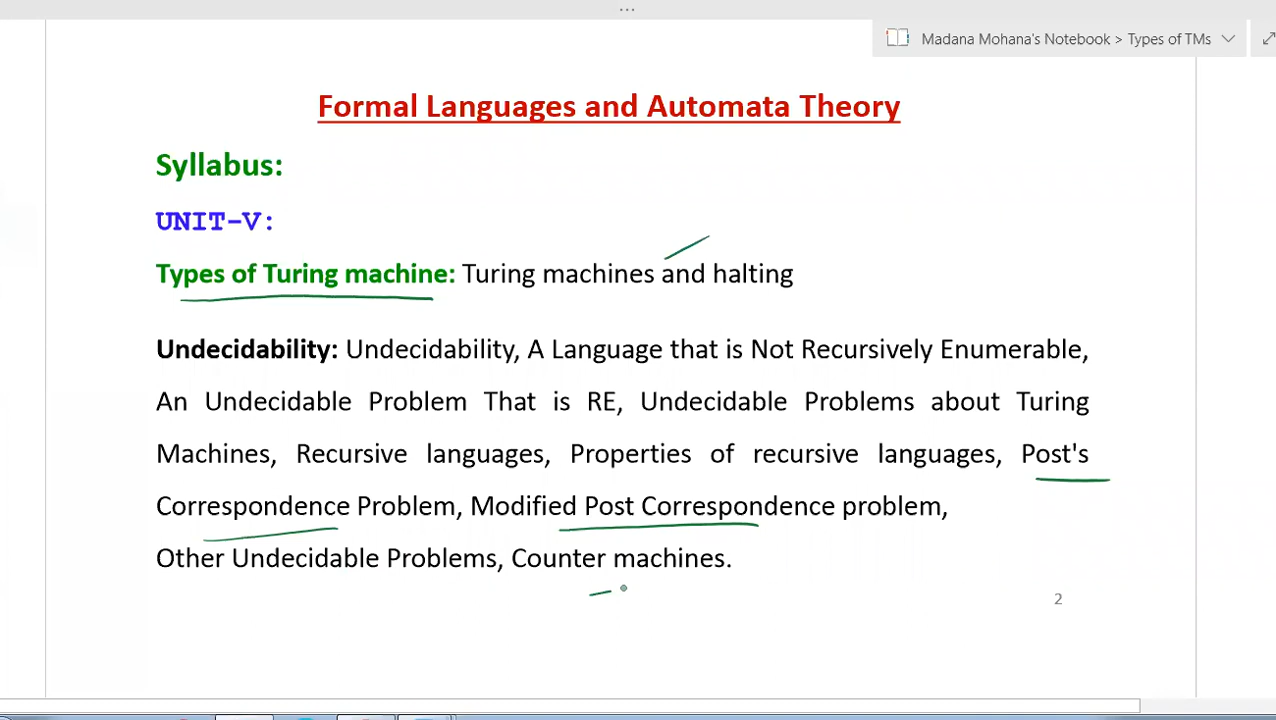 Madana Mohana's Notebook > Types of TMs
Formal Languages and Automata Theory
Syllabus:
UNIT-V:
Types of Turing machine: Turing machines and halting
Undecidability: Undecidability, A Language that is Not Recursively Enumerable,
An Undecidable Problem That is RE, Undecidable Problems about Turing
Machines, Recursive languages, Properties of recursive languages, Post's
Correspondence Problem, Modified Post Correspondence problem,
Other Undecidable Problems, Counter machines.
2